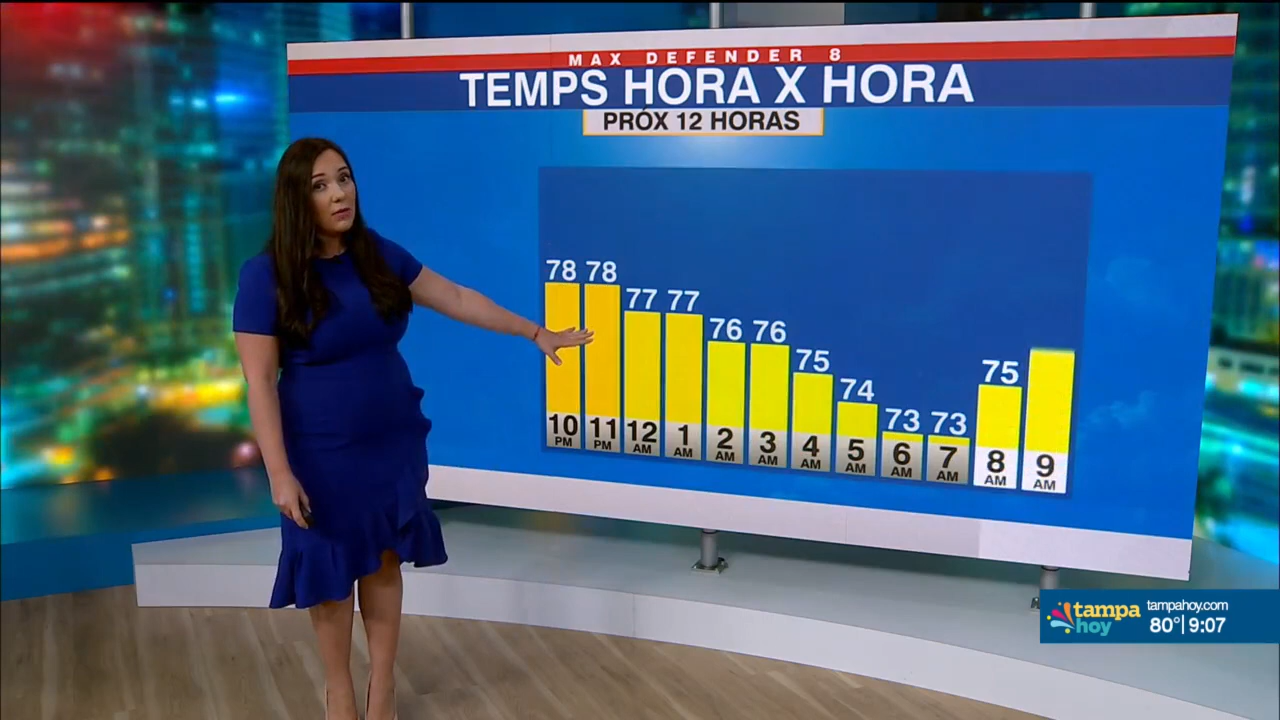 MAX DEFENDER 8
TEMPS HORA X HORA
PRÓX 12 HORAS
78 78 77 77 76 76 75 74 73 73 75
10 PM 11 PM 12 AM 1 AM 2 AM 3 AM 4 AM 5 AM 6 AM 7 AM 8 AM 9 AM
tampa hoy
tampahoy.com
80° | 9:07